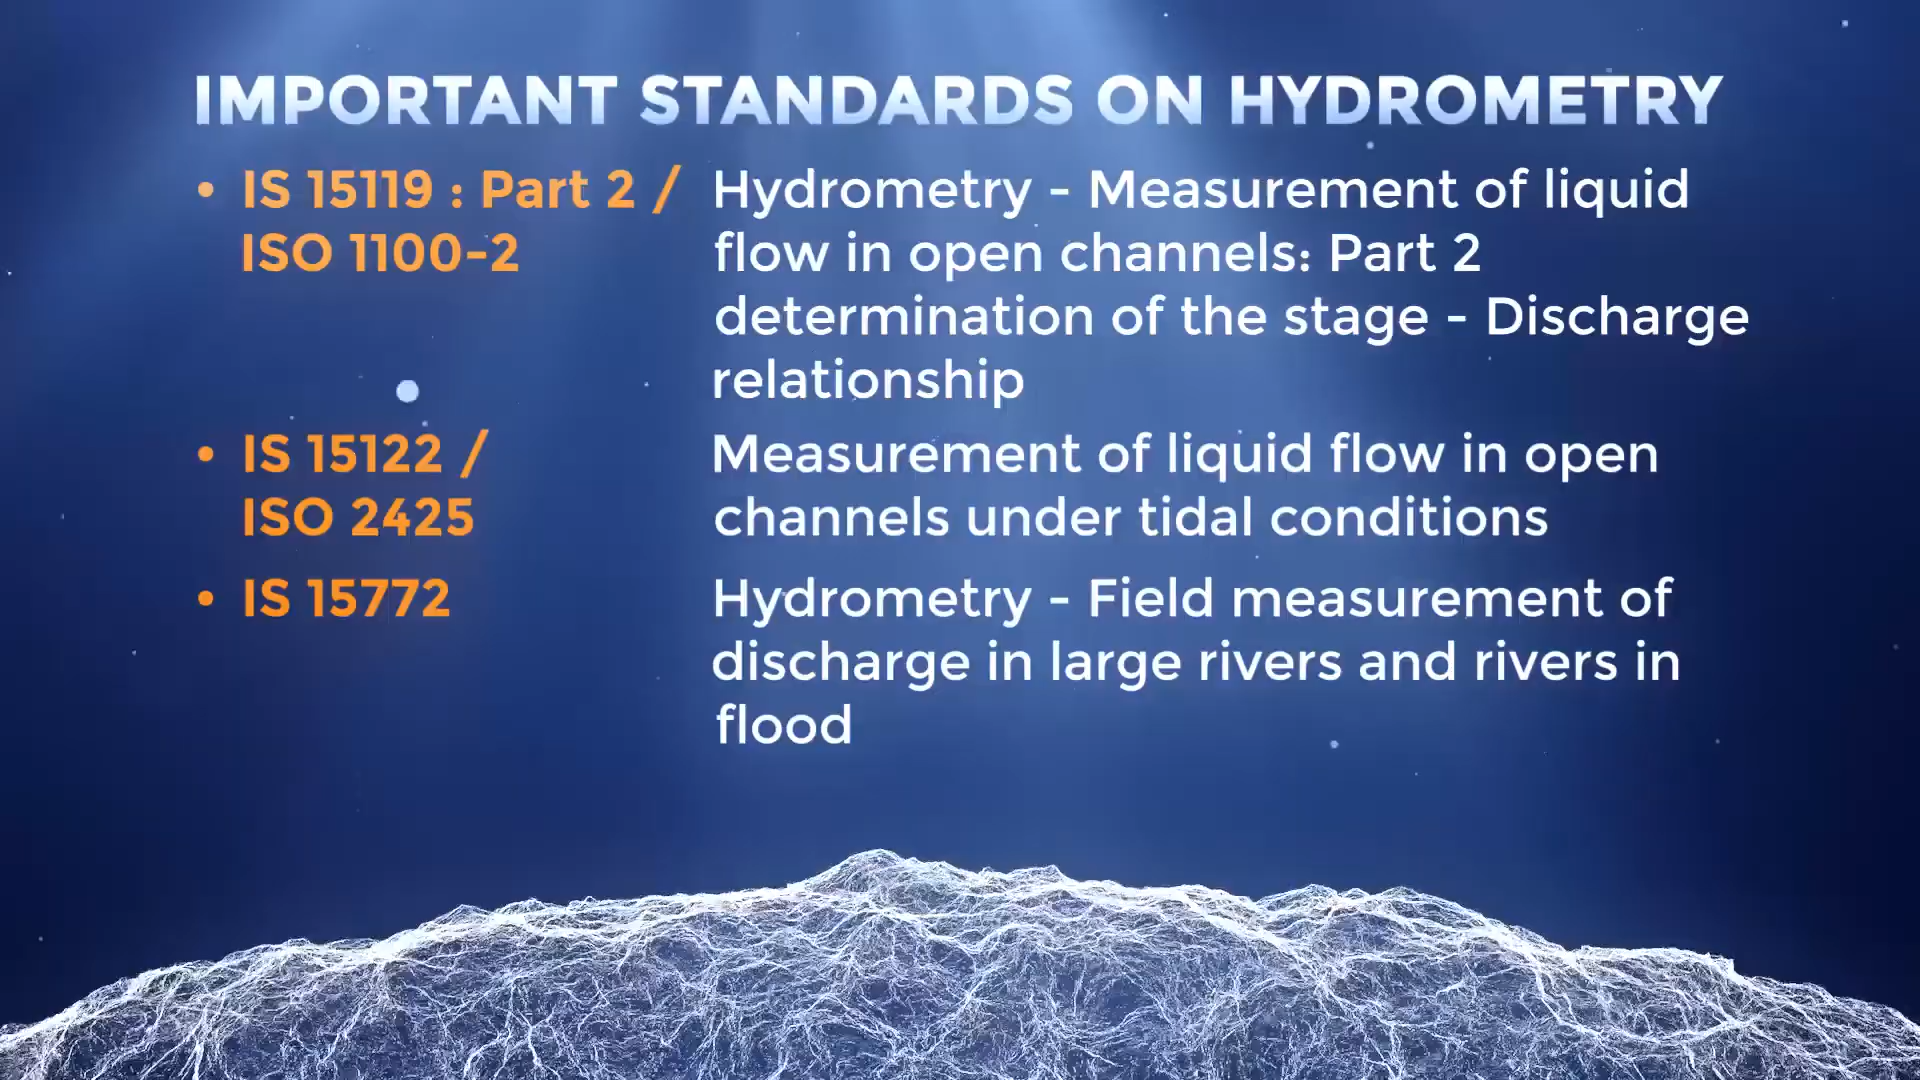 IMPORTANT STANDARDS ON HYDROMETRY
• IS 15119 : Part 2 / Hydrometry - Measurement of liquid
ISO 1100-2 flow in open channels: Part 2
determination of the stage - Discharge
relationship
• IS 15122 / Measurement of liquid flow in open
ISO 2425 channels under tidal conditions
• IS 15772 Hydrometry - Field measurement of
discharge in large rivers and rivers in
flood